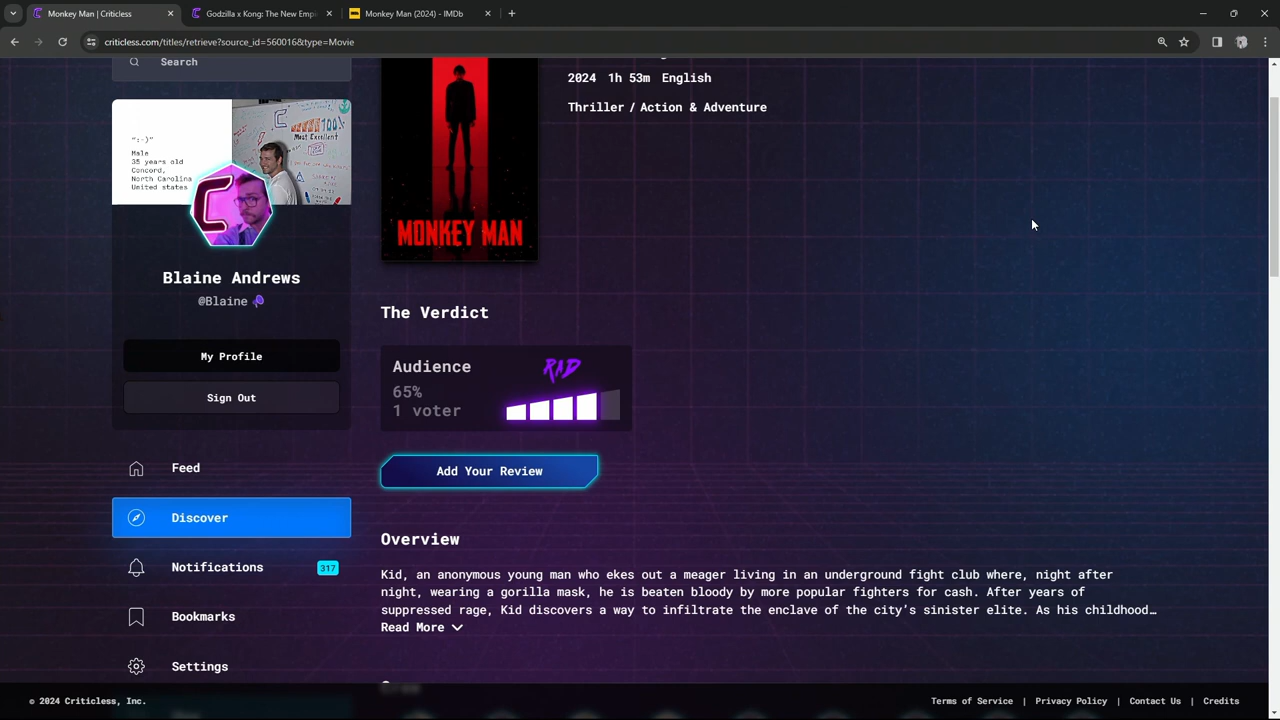 Monkey Man | Criticless
Godzilla x Kong: The New Empi
Monkey Man (2024) - IMDb
criticless.com/titles/retrieve?source_id=560016&type=Movie
Search
2024 1h 53m English
Thriller / Action & Adventure
":-)"
Male
35 years old
Concord,
North Carolina
United states
100%
Most Excellent
MONKEY MAN
Blaine Andrews
@Blaine
My Profile
Sign Out
The Verdict
Audience
RAD
65%
1 voter
Add Your Review
Feed
Discover
Notifications
317
Bookmarks
Settings
Overview
Kid, an anonymous young man who ekes out a meager living in an underground fight club where, night after
night, wearing a gorilla mask, he is beaten bloody by more popular fighters for cash. After years of
suppressed rage, Kid discovers a way to infiltrate the enclave of the city’s sinister elite. As his childhood…
Read More
© 2024 Criticless, Inc.
Terms of Service | Privacy Policy | Contact Us | Credits